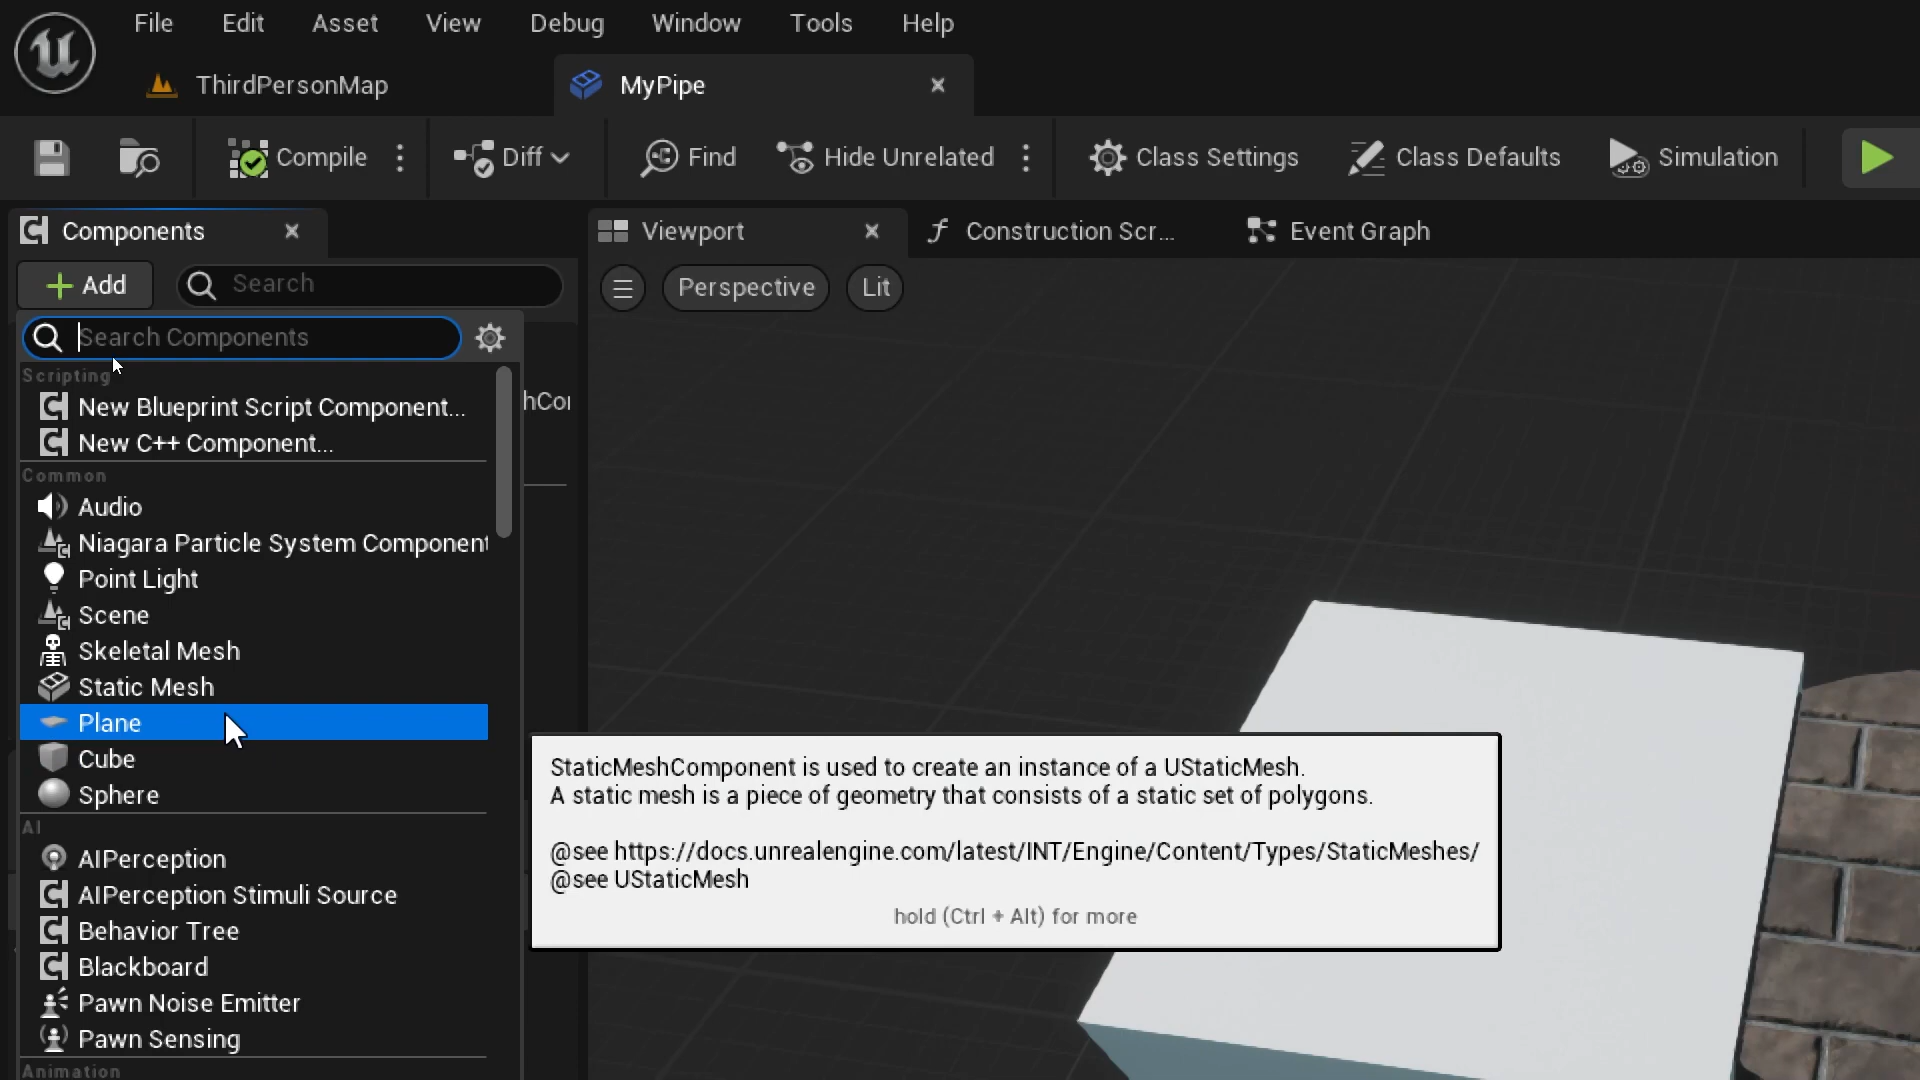 File Edit Asset View Debug Window Tools Help
ThirdPersonMap MyPipe
Compile Diff Find Hide Unrelated Class Settings Class Defaults Simulation
Components Viewport Construction Scr... Event Graph
Add Search Perspective Lit
Search Components
Scripting
New Blueprint Script Component...
New C++ Component...
Common
Audio
Niagara Particle System Component
Point Light
Scene
Skeletal Mesh
Static Mesh
Plane
Cube
Sphere
StaticMeshComponent is used to create an instance of a UStaticMesh.
A static mesh is a piece of geometry that consists of a static set of polygons.
@see https://docs.unrealengine.com/latest/INT/Engine/Content/Types/StaticMeshes/
@see UStaticMesh
hold (Ctrl + Alt) for more
AI
AIPerception
AIPerception Stimuli Source
Behavior Tree
Blackboard
Pawn Noise Emitter
Pawn Sensing
Animation